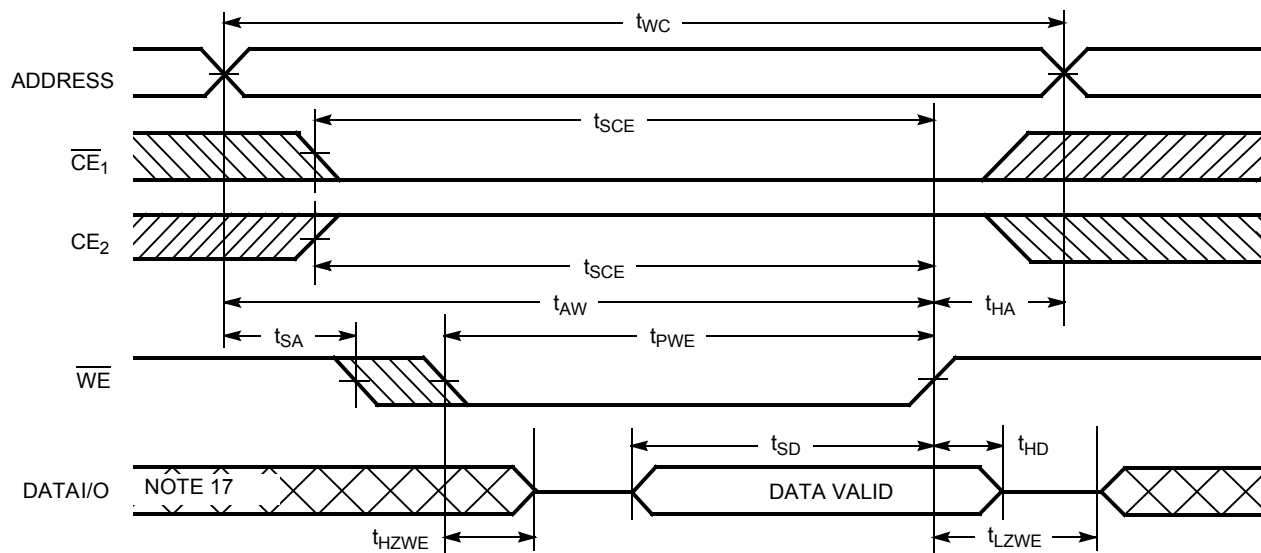 tWC
ADDRESS
tSCE
CE1
CE2
tSCE
tAW
tHA
tSA
tPWE
WE
tSD
tHD
DATAI/O
NOTE 17
DATA VALID
tHZWE
tLZWE